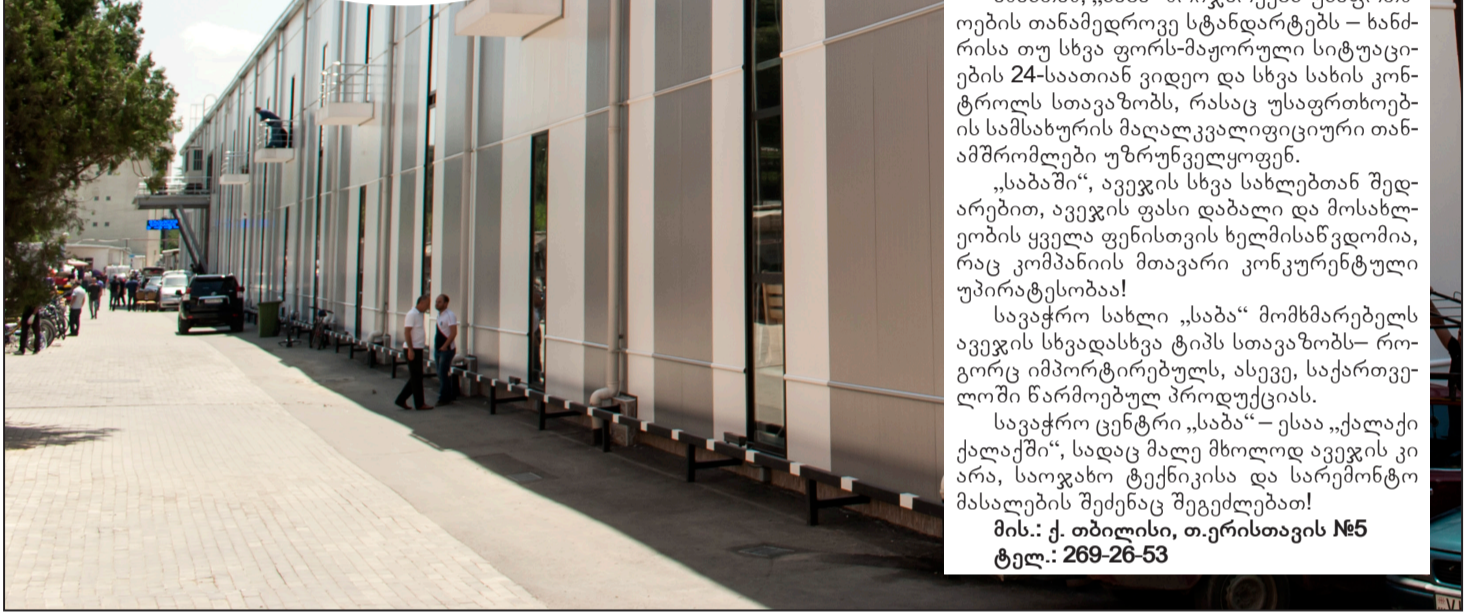 ოების თანამედროვე სტანდარტებს – ხანძ-
რისა თუ სხვა ფორს-მაჟორული სიტუაცი-
ების 24-საათიან ვიდეო და სხვა სახის კონ-
ტროლს სთავაზობს, რასაც უსაფრთხოებ-
ის სამსახურის მაღალკვალიფიციური თან-
ამშრომლები უზრუნველყოფენ.
„საბაში“, ავეჯის სხვა სახლებთან შედ-
არებით, ავეჯის ფასი დაბალი და მოსახლ-
ეობის ყველა ფენისთვის ხელმისაწვდომია,
რაც კომპანიის მთავარი კონკურენტული
უპირატესობაა!
სავაჭრო სახლი „საბა“ მომხმარებელს
ავეჯის სხვადასხვა ტიპს სთავაზობს– რო-
გორც იმპორტირებულს, ასევე, საქართვე-
ლოში წარმოებულ პროდუქციას.
სავაჭრო ცენტრი „საბა“ – ესაა „ქალაქი
ქალაქში“, სადაც მალე მხოლოდ ავეჯის კი
არა, საოჯახო ტექნიკისა და სარემონტო
მასალების შეძენაც შეგეძლებათ!
მის.: ქ. თბილისი, თ.ერისთავის №5
ტელ.: 269-26-53